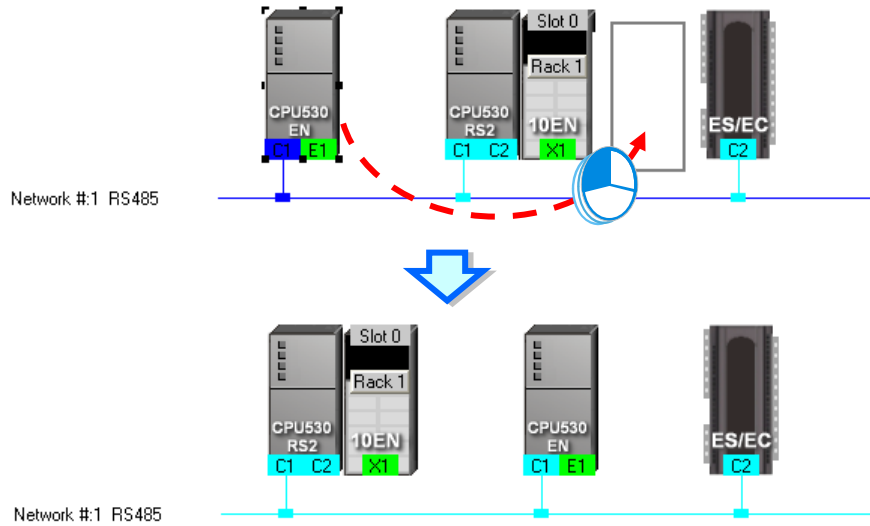 Slot 0
Rack 1
CPU530
EN
CPU530
RS2
10EN
ES/EC
C1 E1
C1 C2
X1
C2
Network #:1 RS485
Slot 0
Rack 1
CPU530
RS2
10EN
CPU530
EN
ES/EC
C1 C2
X1
C1 E1
C2
Network #:1 RS485